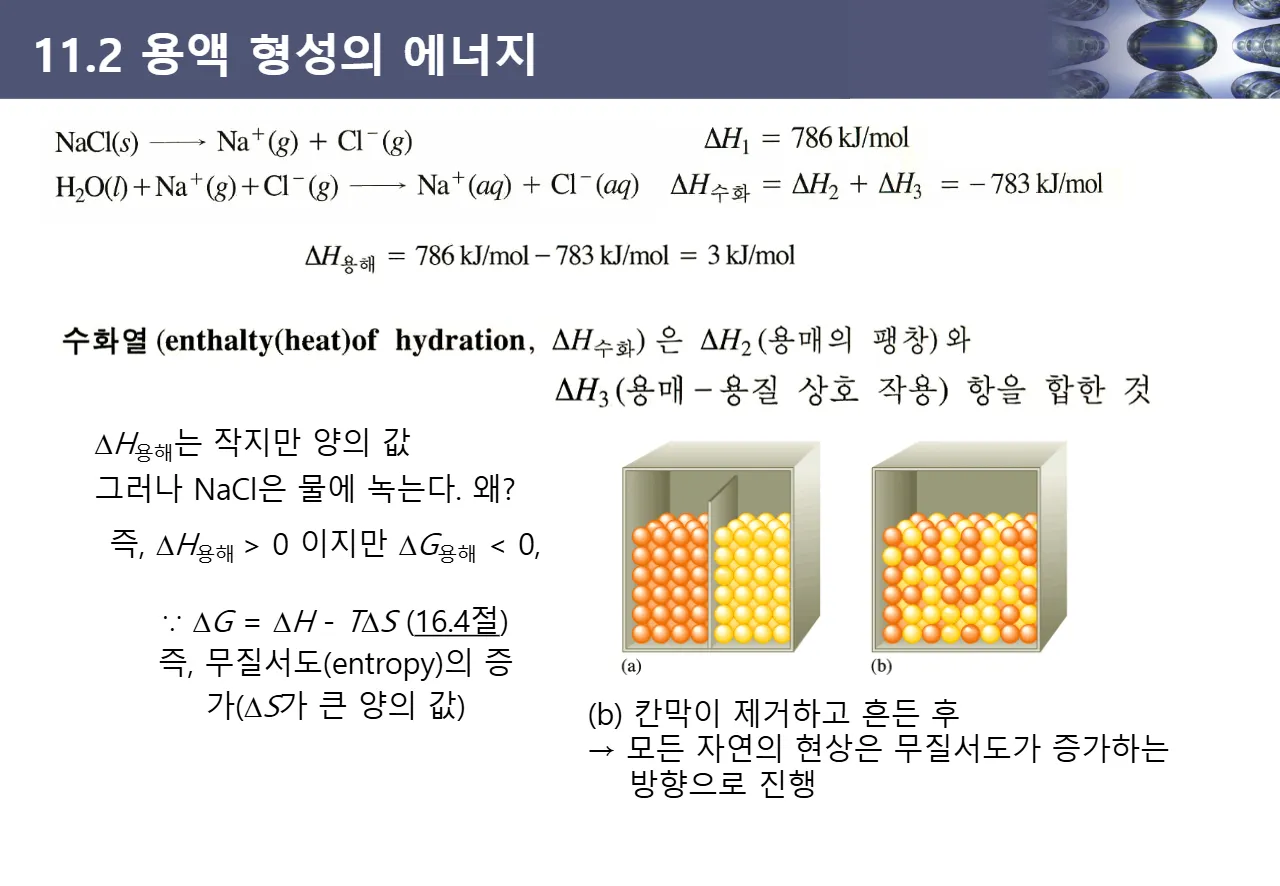 11.2 용액 형성의 에너지
NaCl(s) ⟶ Na⁺(g) + Cl⁻(g) ΔH₁ = 786 kJ/mol
H₂O(l)+Na⁺(g)+Cl⁻(g) ⟶ Na⁺(aq) + Cl⁻(aq) ΔH수화 = ΔH₂ + ΔH₃ = −783 kJ/mol
ΔH용해 = 786 kJ/mol − 783 kJ/mol = 3 kJ/mol
수화열 (enthalty(heat)of hydration, ΔH수화) 은 ΔH₂ (용매의 팽창) 와
ΔH₃ (용매 − 용질 상호 작용) 항을 합한 것
ΔH용해는 작지만 양의 값
그러나 NaCl은 물에 녹는다. 왜?
즉, ΔH용해 > 0 이지만 ΔG용해 < 0,
∵ ΔG = ΔH - TΔS (16.4절)
즉, 무질서도(entropy)의 증
가(ΔS가 큰 양의 값)
(a) (b)
(b) 칸막이 제거하고 흔든 후
→ 모든 자연의 현상은 무질서도가 증가하는
방향으로 진행